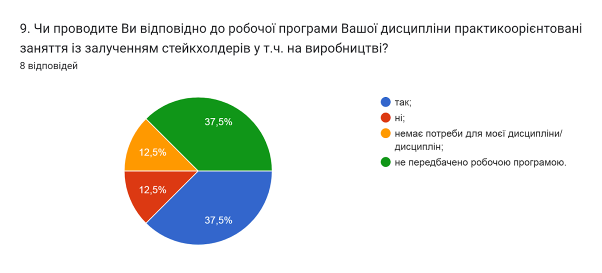 9. Чи проводите Ви відповідно до робочої програми Вашої дисципліни практикоорієнтовані
заняття із залученням стейкхолдерів у т.ч. на виробництві?
8 відповідей
37,5%
12,5%
12,5%
37,5%
так;
ні;
немає потреби для моєї дисципліни/
дисциплін;
не передбачено робочою програмою.